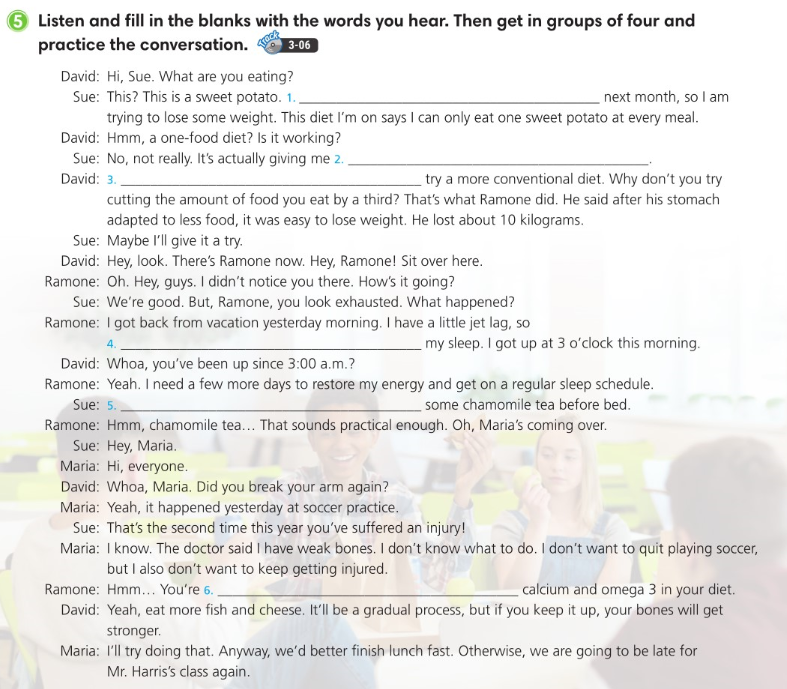 5 Listen and fill in the blanks with the words you hear. Then get in groups of four and
practice the conversation. Track 3-06
David: Hi, Sue. What are you eating?
Sue: This? This is a sweet potato. 1. ____________________ next month, so I am
trying to lose some weight. This diet I'm on says I can only eat one sweet potato at every meal.
David: Hmm, a one-food diet? Is it working?
Sue: No, not really. It's actually giving me 2. ____________________.
David: 3. ____________________ try a more conventional diet. Why don't you try
cutting the amount of food you eat by a third? That's what Ramone did. He said after his stomach
adapted to less food, it was easy to lose weight. He lost about 10 kilograms.
Sue: Maybe I'll give it a try.
David: Hey, look. There's Ramone now. Hey, Ramone! Sit over here.
Ramone: Oh. Hey, guys. I didn't notice you there. How's it going?
Sue: We're good. But, Ramone, you look exhausted. What happened?
Ramone: I got back from vacation yesterday morning. I have a little jet lag, so
4. ____________________ my sleep. I got up at 3 o'clock this morning.
David: Whoa, you've been up since 3:00 a.m.?
Ramone: Yeah. I need a few more days to restore my energy and get on a regular sleep schedule.
Sue: 5. ____________________ some chamomile tea before bed.
Ramone: Hmm, chamomile tea… That sounds practical enough. Oh, Maria's coming over.
Sue: Hey, Maria.
Maria: Hi, everyone.
David: Whoa, Maria. Did you break your arm again?
Maria: Yeah, it happened yesterday at soccer practice.
Sue: That's the second time this year you've suffered an injury!
Maria: I know. The doctor said I have weak bones. I don't know what to do. I don't want to quit playing soccer,
but I also don't want to keep getting injured.
Ramone: Hmm… You're 6. ____________________ calcium and omega 3 in your diet.
David: Yeah, eat more fish and cheese. It'll be a gradual process, but if you keep it up, your bones will get
stronger.
Maria: I'll try doing that. Anyway, we'd better finish lunch fast. Otherwise, we are going to be late for
Mr. Harris's class again.